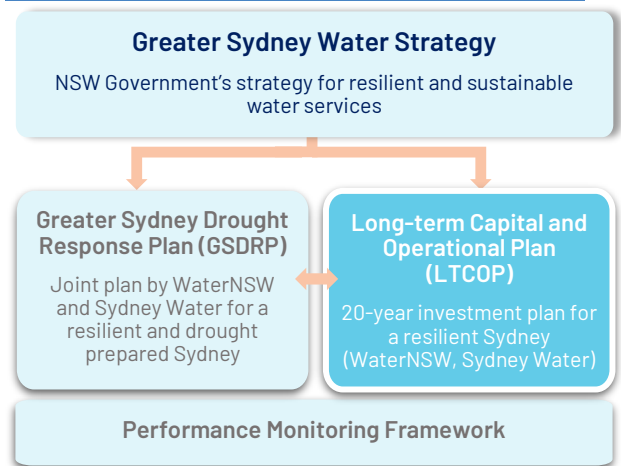 Greater Sydney Water Strategy
NSW Government's strategy for resilient and sustainable
water services
Greater Sydney Drought
Response Plan (GSDRP)
Joint plan by WaterNSW
and Sydney Water for a
resilient and drought
prepared Sydney
Long-term Capital and
Operational Plan
(LTCOP)
20-year investment plan for
a resilient Sydney
(WaterNSW, Sydney Water)
Performance Monitoring Framework